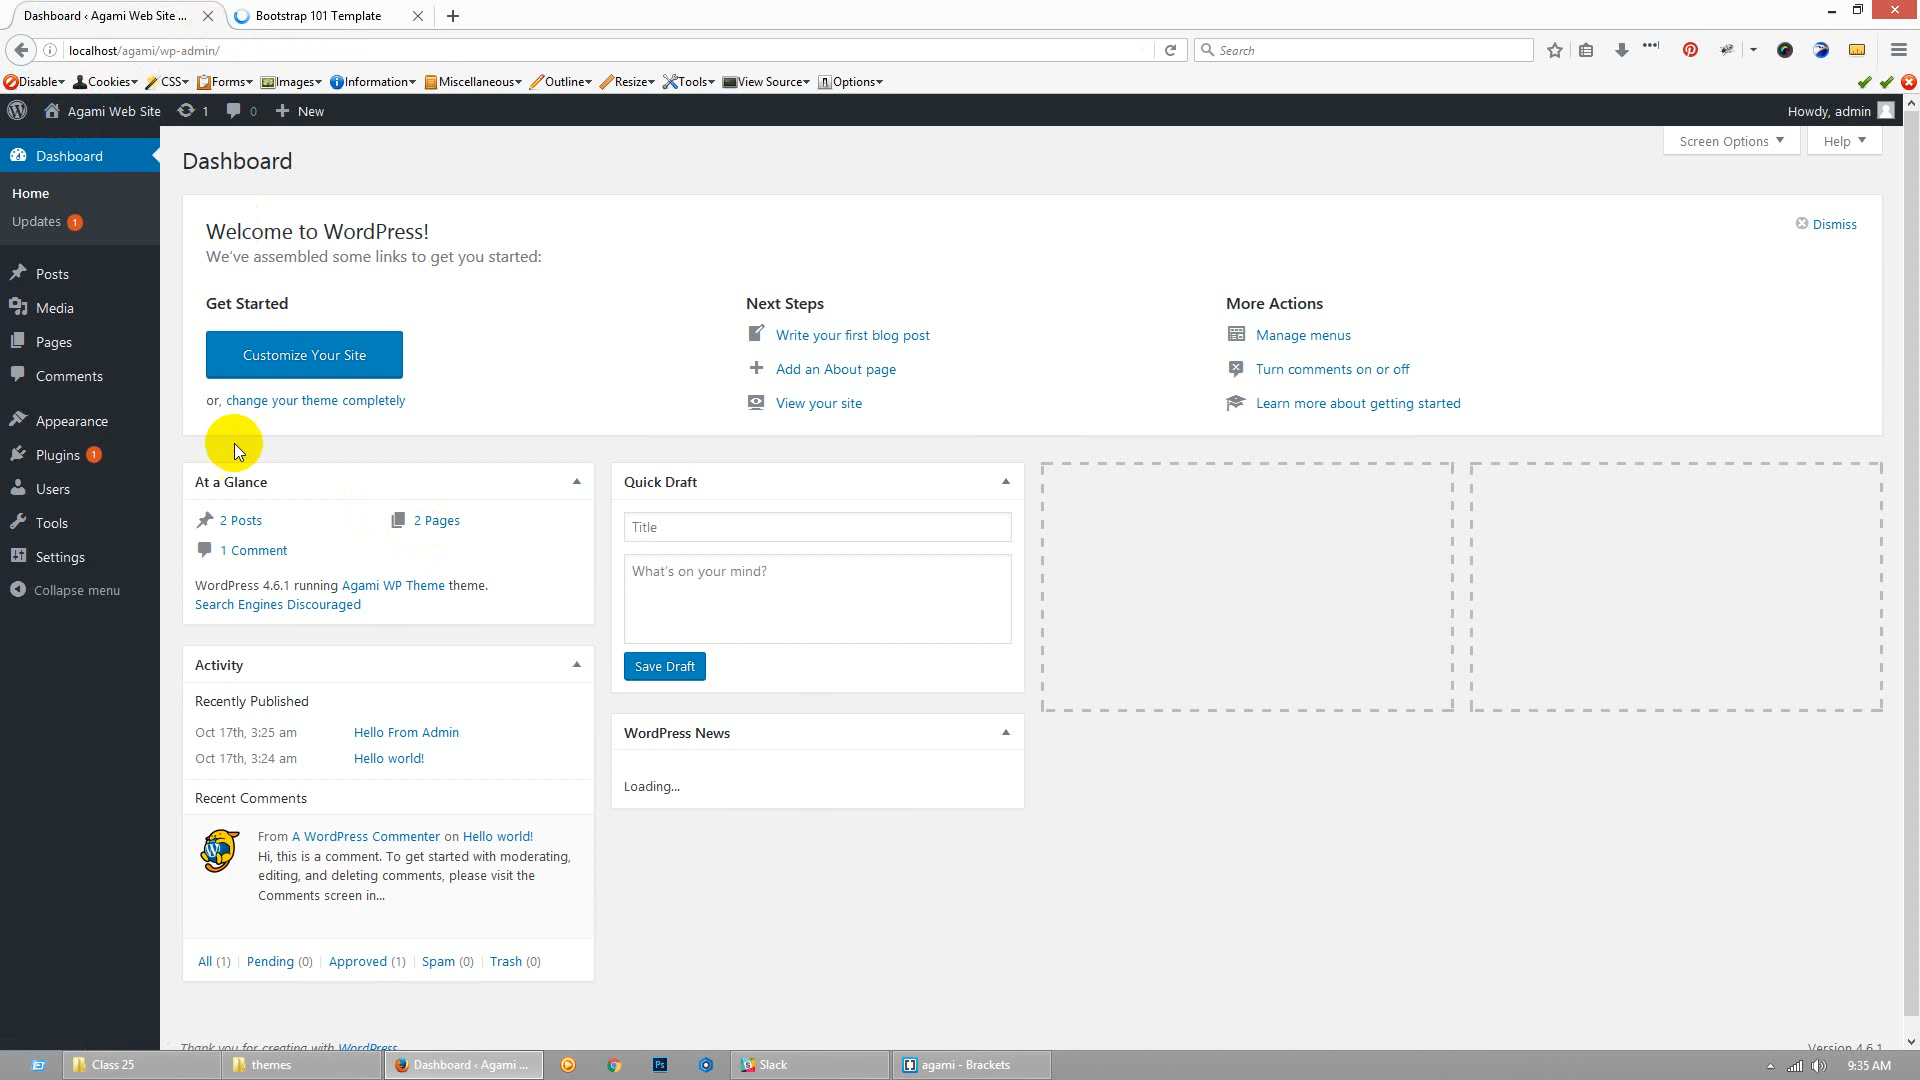 Dashboard ‹ Agami Web Site ...
Bootstrap 101 Template
localhost/agami/wp-admin/
Search
Disable
Cookies
CSS
Forms
Images
Information
Miscellaneous
Outline
Resize
Tools
View Source
Options
Agami Web Site
1
0
New
Howdy, admin
Dashboard
Home
Updates 1
Posts
Media
Pages
Comments
Appearance
Plugins 1
Users
Tools
Settings
Collapse menu
Dashboard
Screen Options
Help
Welcome to WordPress!
We've assembled some links to get you started:
Dismiss
Get Started
Customize Your Site
or, change your theme completely
Next Steps
Write your first blog post
Add an About page
View your site
More Actions
Manage menus
Turn comments on or off
Learn more about getting started
At a Glance
2 Posts
2 Pages
1 Comment
WordPress 4.6.1 running Agami WP Theme theme.
Search Engines Discouraged
Activity
Recently Published
Oct 17th, 3:25 am Hello From Admin
Oct 17th, 3:24 am Hello world!
Recent Comments
From A WordPress Commenter on Hello world!
Hi, this is a comment. To get started with moderating,
editing, and deleting comments, please visit the
Comments screen in...
All (1) | Pending (0) | Approved (1) | Spam (0) | Trash (0)
Quick Draft
Title
What's on your mind?
Save Draft
WordPress News
Loading...
Thank you for creating with WordPress
Version 4.6.1
Class 25
themes
Dashboard ‹ Agami ...
Ps
Slack
agami - Brackets
9:35 AM